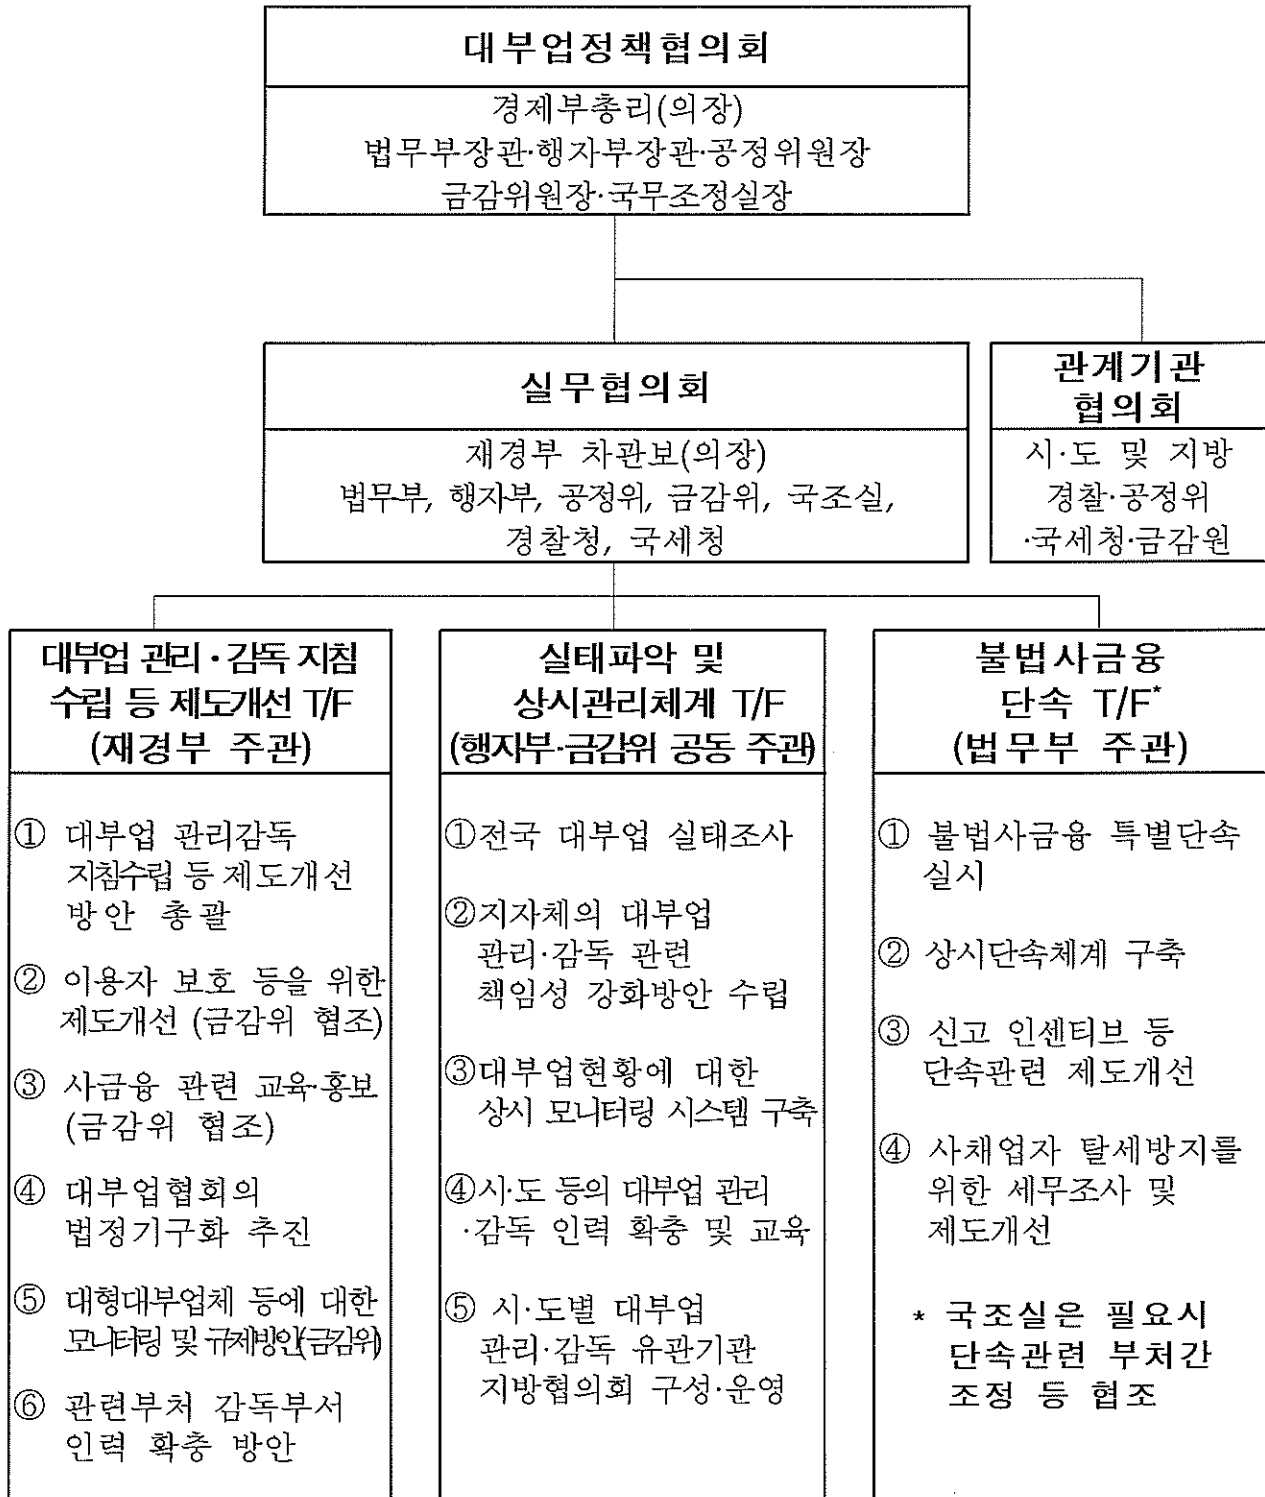 대부업정책협의회
경제부총리(의장)
법무부장관·행자부장관·공정위원장
금감위원장·국무조정실장
실무협의회
재경부 차관보(의장)
법무부, 행자부, 공정위, 금감위, 국조실,
경찰청, 국세청
관계기관
협의회
시·도 및 지방
경찰·공정위
·국세청·금감원
대부업 관리·감독 지침
수립 등 제도개선 T/F
(재경부 주관)
① 대부업 관리감독
지침수립 등 제도개선
방안 총괄
② 이용자 보호 등을 위한
제도개선 (금감위 협조)
③ 사금융 관련 교육·홍보
(금감위 협조)
④ 대부업협회의
법정기구화 추진
⑤ 대형대부업체 등에 대한
모니터링 및 규제방안(금감위)
⑥ 관련부처 감독부서
인력 확충 방안
실태파악 및
상시관리체계 T/F
(행자부·금감위 공동 주관)
①전국 대부업 실태조사
②지자체의 대부업
관리·감독 관련
책임성 강화방안 수립
③대부업현황에 대한
상시 모니터링 시스템 구축
④시·도 등의 대부업 관리
·감독 인력 확충 및 교육
⑤ 시·도별 대부업
관리·감독 유관기관
지방협의회 구성·운영
불법사금융
단속 T/F*
(법무부 주관)
① 불법사금융 특별단속
실시
② 상시단속체계 구축
③ 신고 인센티브 등
단속관련 제도개선
④ 사채업자 탈세방지를
위한 세무조사 및
제도개선
* 국조실은 필요시
단속관련 부처간
조정 등 협조